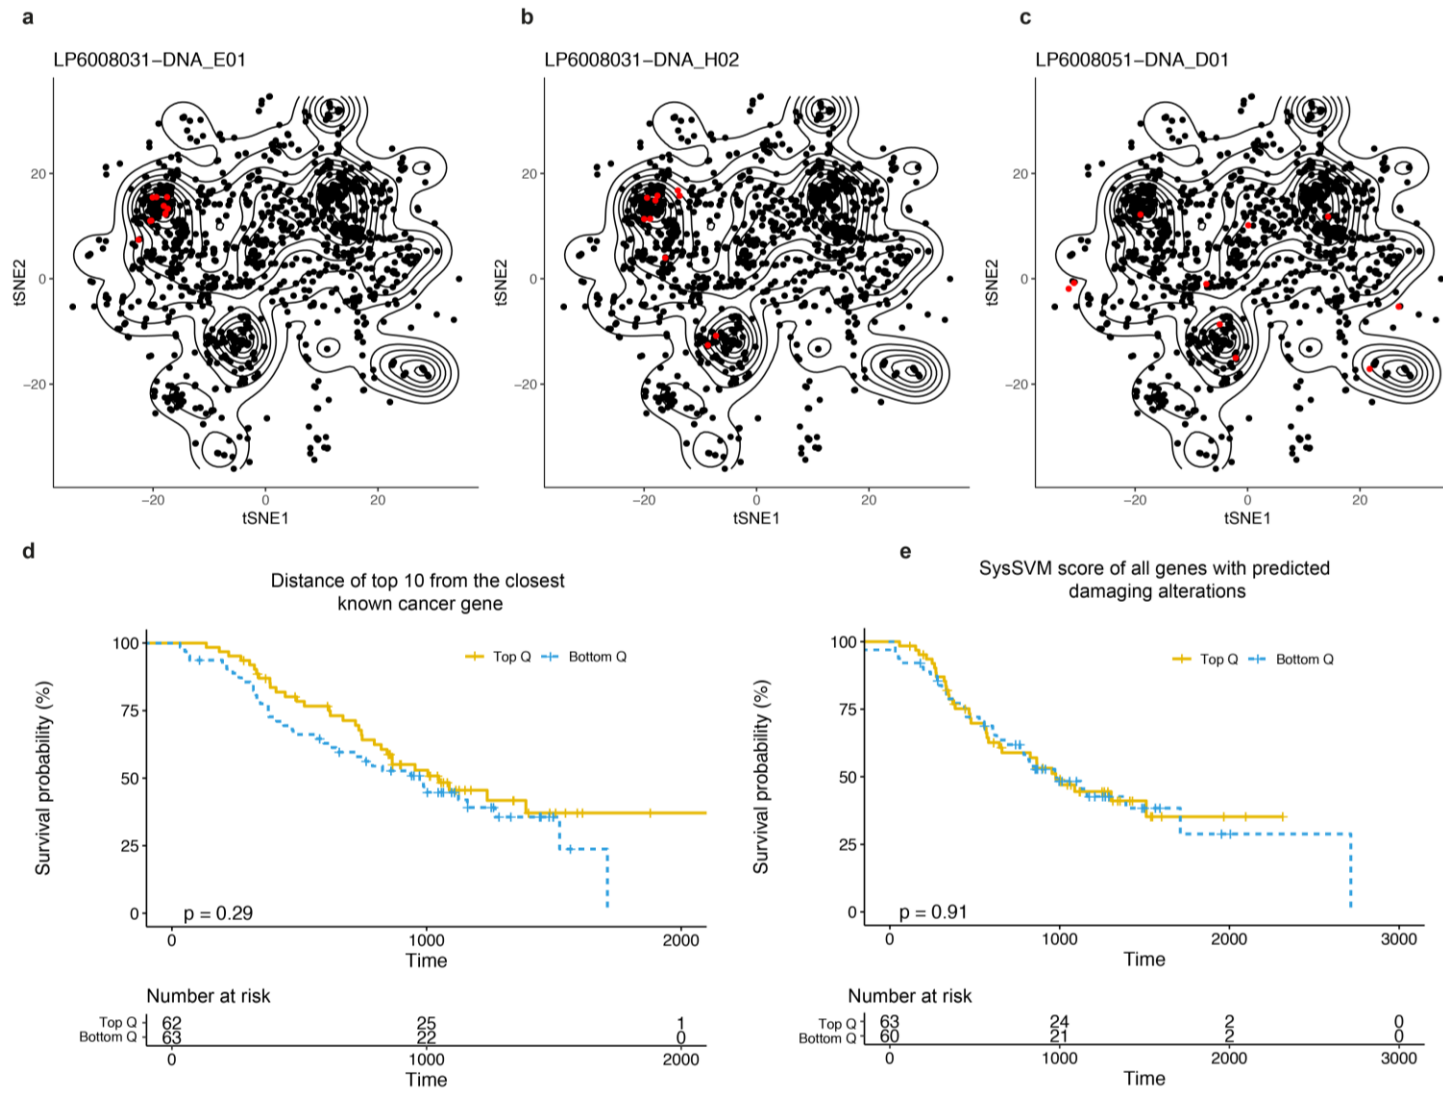 a
b
c
LP6008031−DNA_E01
LP6008031−DNA_H02
LP6008051−DNA_D01
tSNE2
20
0
−20
−20
0
20
tSNE1
tSNE2
20
0
−20
−20
0
20
tSNE1
tSNE2
20
0
−20
−20
0
20
tSNE1
d
Distance of top 10 from the closest
known cancer gene
Top Q
Bottom Q
Survival probability (%)
100
75
50
25
0
p = 0.29
0
1000
2000
Time
Number at risk
Top Q 62 25 1
Bottom Q 63 22 0
0
1000
2000
Time
e
SysSVM score of all genes with predicted
damaging alterations
Top Q
Bottom Q
Survival probability (%)
100
75
50
25
0
p = 0.91
0
1000
2000
3000
Time
Number at risk
Top Q 63 24 2 0
Bottom Q 60 21 2 0
0
1000
2000
3000
Time